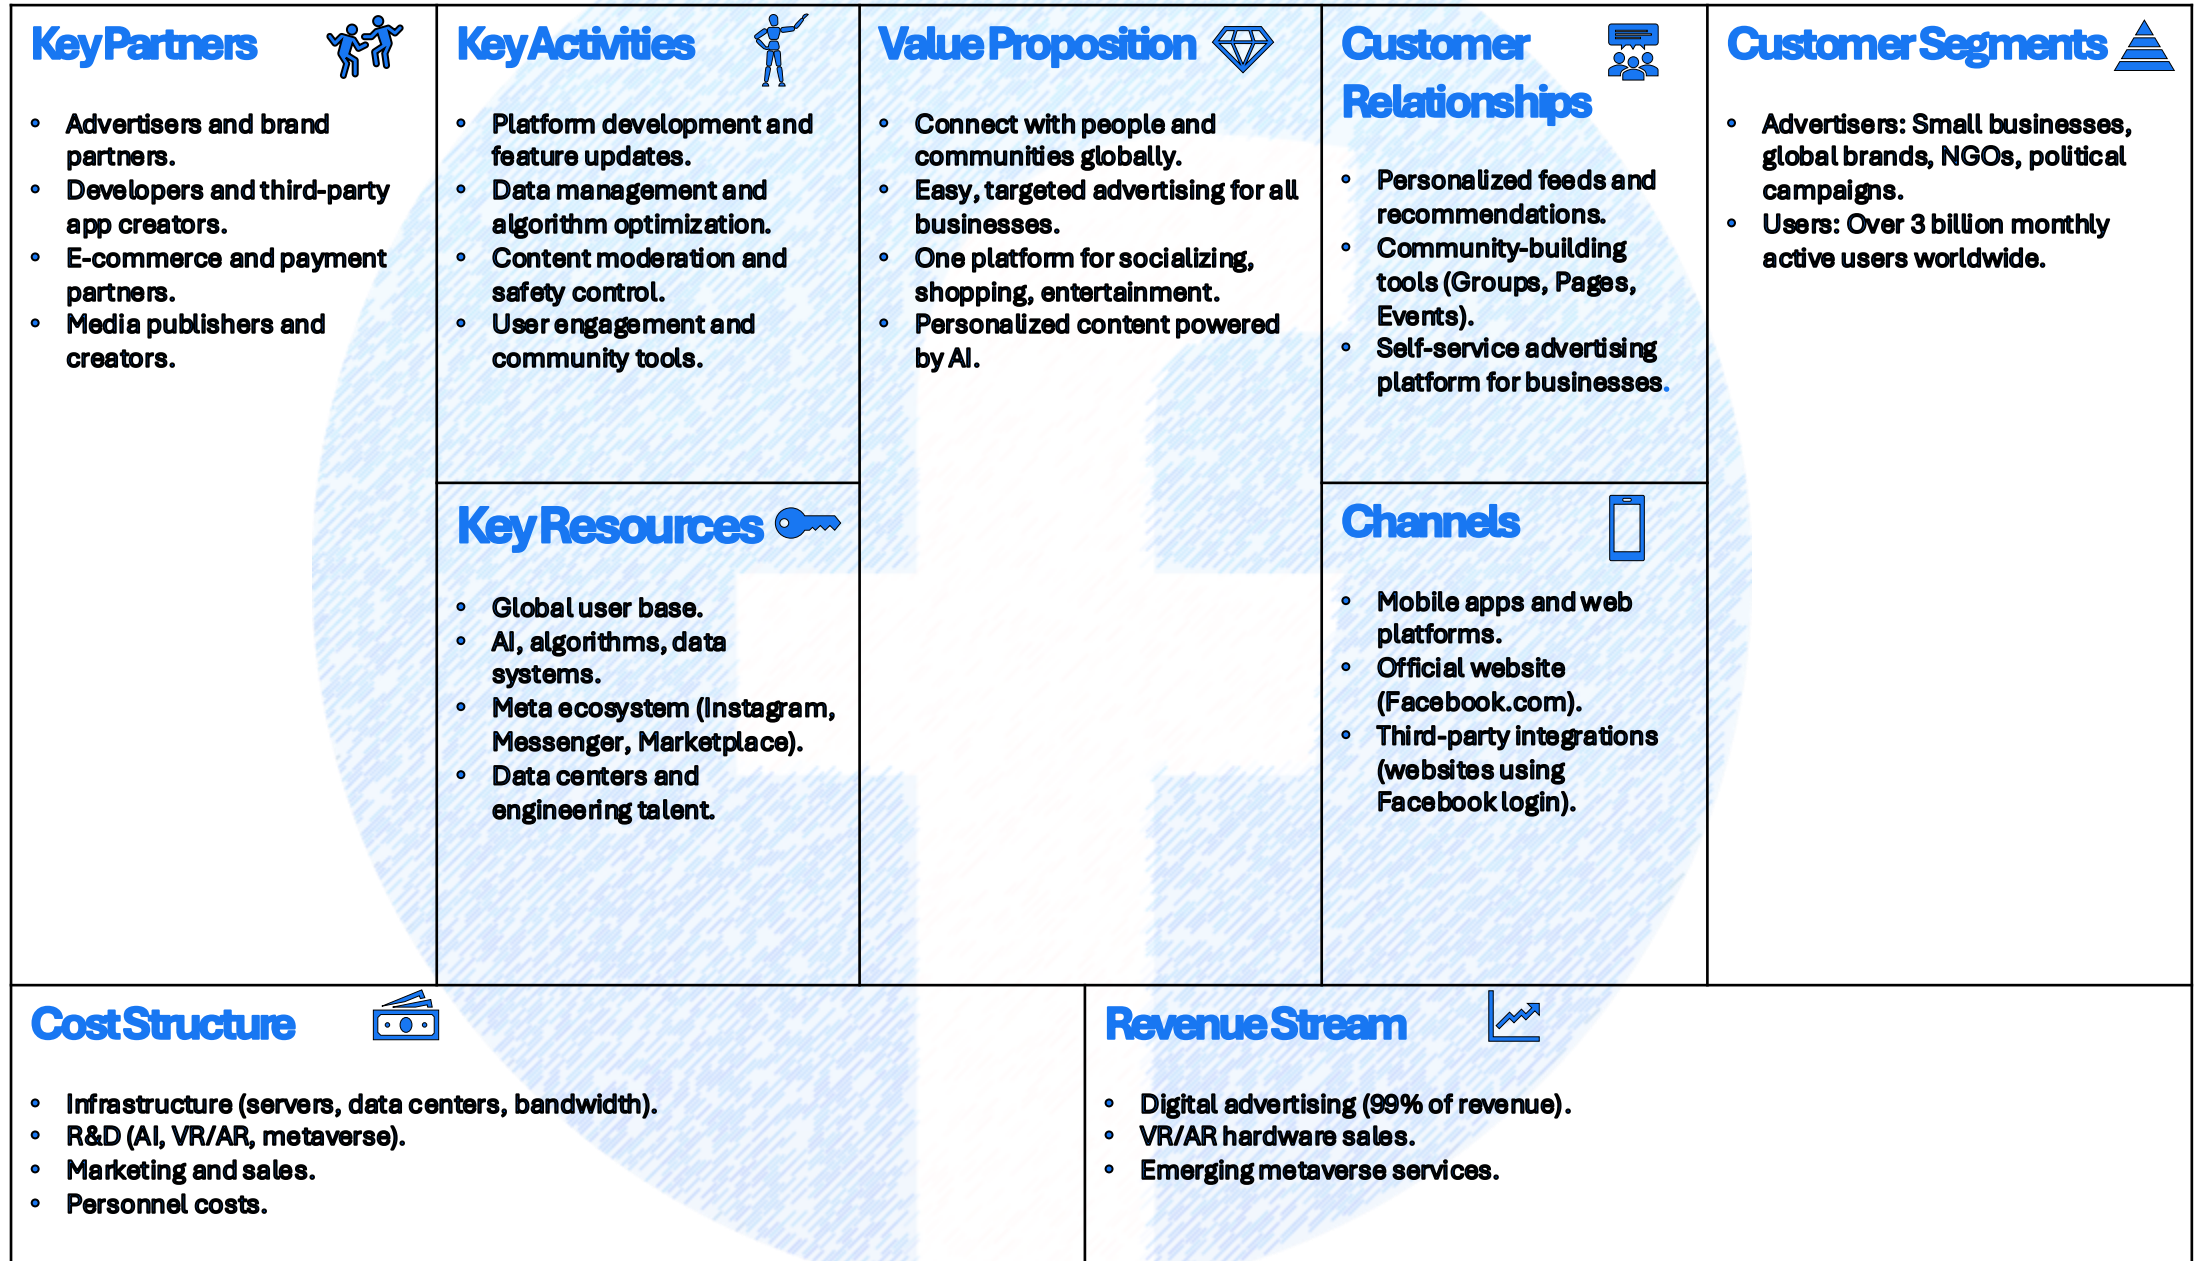 Key Partners
• Advertisers and brand
partners.
• Developers and third-party
app creators.
• E-commerce and payment
partners.
• Media publishers and
creators.
Key Activities
• Platform development and
feature updates.
• Data management and
algorithm optimization.
• Content moderation and
safety control.
• User engagement and
community tools.
Key Resources
• Global user base.
• AI, algorithms, data
systems.
• Meta ecosystem (Instagram,
Messenger, Marketplace).
• Data centers and
engineering talent.
Value Proposition
• Connect with people and
communities globally.
• Easy, targeted advertising for all
businesses.
• One platform for socializing,
shopping, entertainment.
• Personalized content powered
by AI.
Customer
Relationships
• Personalized feeds and
recommendations.
• Community-building
tools (Groups, Pages,
Events).
• Self-service advertising
platform for businesses.
Channels
• Mobile apps and web
platforms.
• Official website
(Facebook.com).
• Third-party integrations
(websites using
Facebook login).
Customer Segments
• Advertisers: Small businesses,
global brands, NGOs, political
campaigns.
• Users: Over 3 billion monthly
active users worldwide.
Cost Structure
• Infrastructure (servers, data centers, bandwidth).
• R&D (AI, VR/AR, metaverse).
• Marketing and sales.
• Personnel costs.
Revenue Stream
• Digital advertising (99% of revenue).
• VR/AR hardware sales.
• Emerging metaverse services.